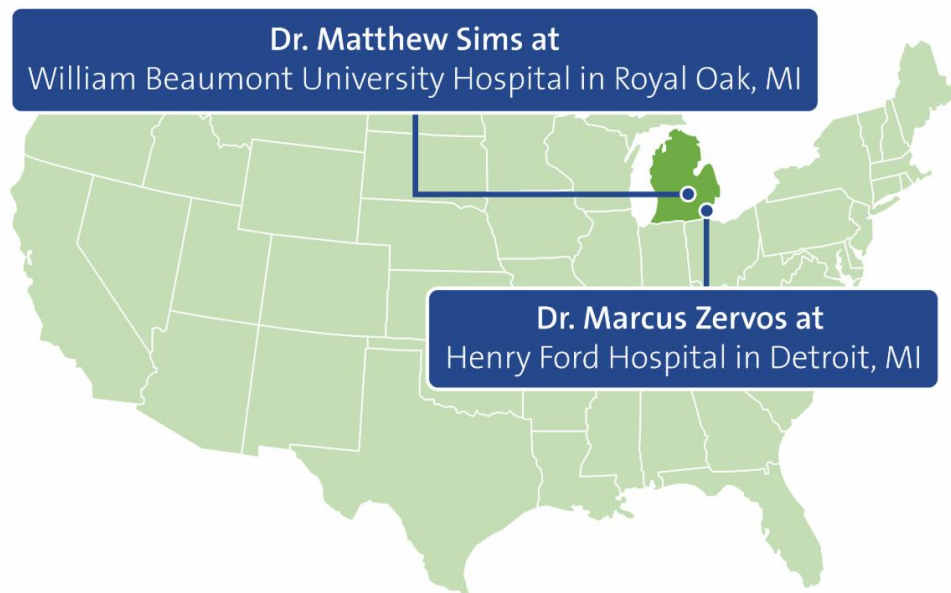 Dr. Matthew Sims at
William Beaumont University Hospital in Royal Oak, MI
Dr. Marcus Zervos at
Henry Ford Hospital in Detroit, MI